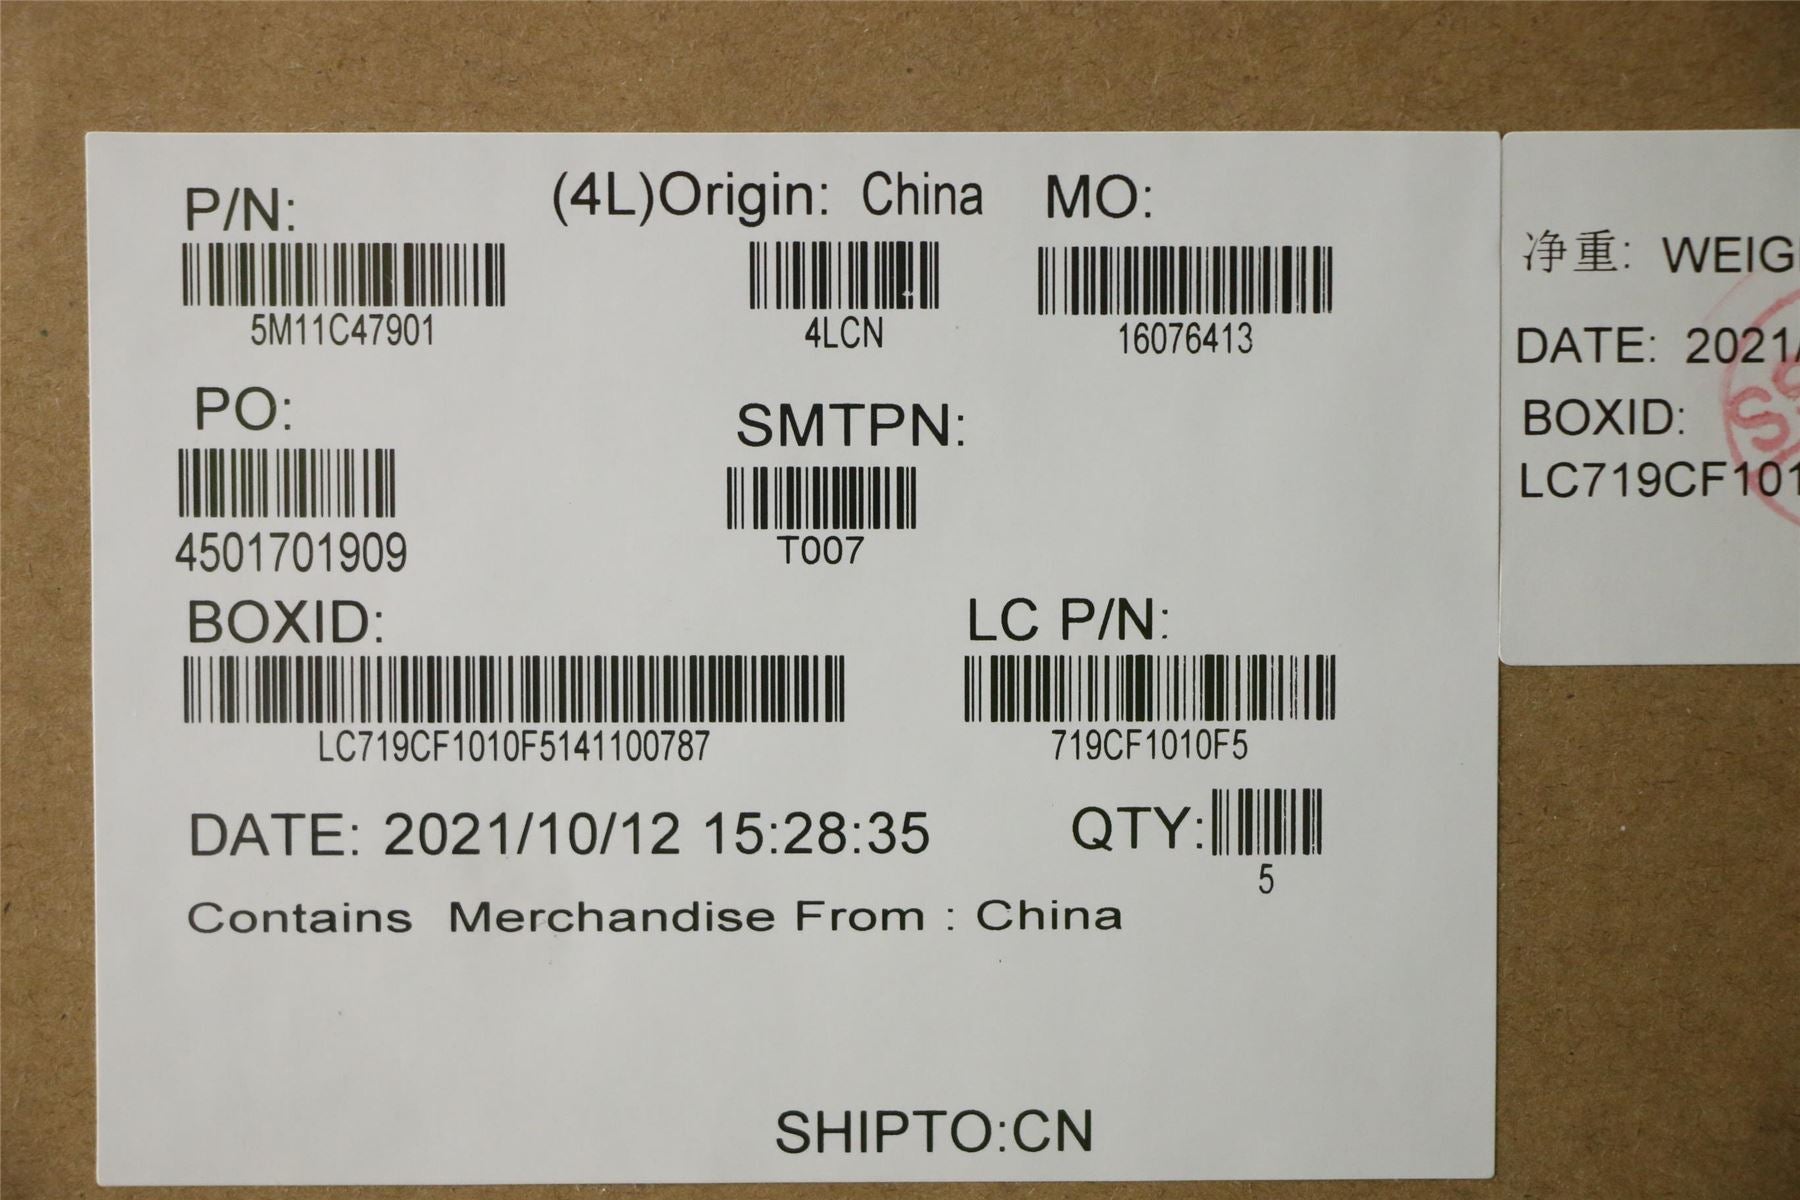 P/N: (4L)Origin: China MO:
5M11C47901 4LCN 16076413
PO: SMTPN:
4501701909 T007
BOXID: LC P/N:
LC719CF1010F5141100787 719CF1010F5
DATE: 2021/10/12 15:28:35 QTY:
5
Contains Merchandise From : China
SHIPTO:CN
净重: WEIG
DATE: 2021/
BOXID:
LC719CF101